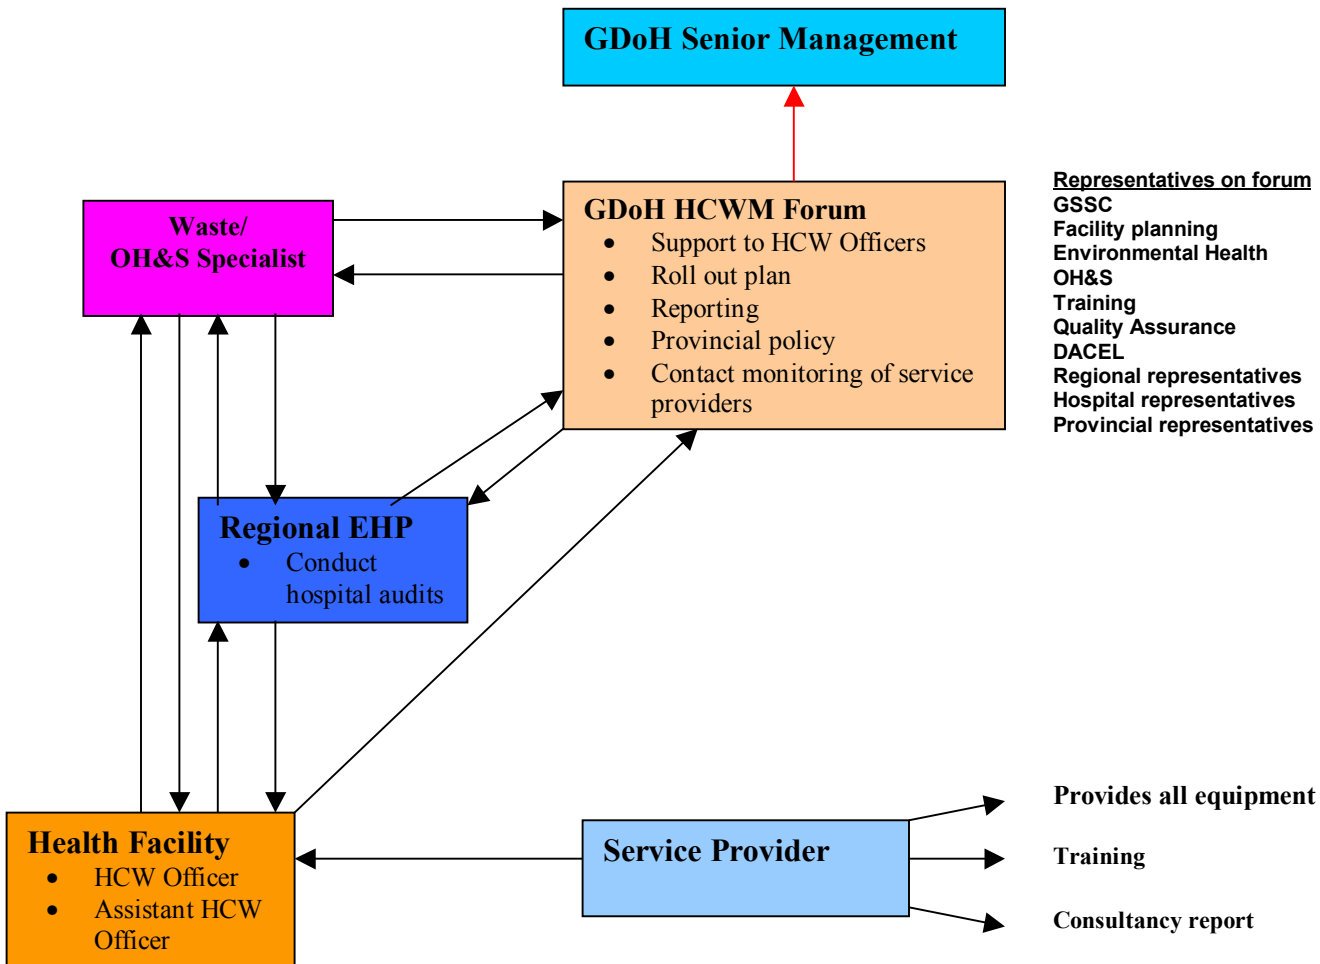 GDoH Senior Management
Waste/
OH&S Specialist
GDoH HCWM Forum
• Support to HCW Officers
• Roll out plan
• Reporting
• Provincial policy
• Contact monitoring of service
providers
Representatives on forum
GSSC
Facility planning
Environmental Health
OH&S
Training
Quality Assurance
DACEL
Regional representatives
Hospital representatives
Provincial representatives
Regional EHP
• Conduct
hospital audits
Health Facility
• HCW Officer
• Assistant HCW
Officer
Service Provider
Provides all equipment
Training
Consultancy report